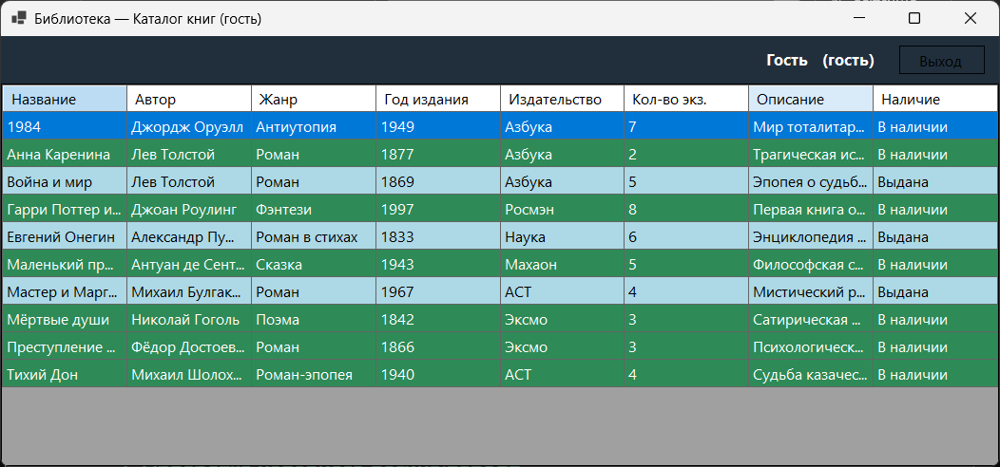 Библиотека — Каталог книг (гость)
Гость (гость) Выход
Название Автор Жанр Год издания Издательство Кол-во экз. Описание Наличие
1984 Джордж Оруэлл Антиутопия 1949 Азбука 7 Мир тоталитар... В наличии
Анна Каренина Лев Толстой Роман 1877 Азбука 2 Трагическая ис... В наличии
Война и мир Лев Толстой Роман 1869 Азбука 5 Эпопея о судьб... Выдана
Гарри Поттер и... Джоан Роулинг Фэнтези 1997 Росмэн 8 Первая книга о... В наличии
Евгений Онегин Александр Пу... Роман в стихах 1833 Наука 6 Энциклопедия ... Выдана
Маленький пр... Антуан де Сент... Сказка 1943 Махаон 5 Философская с... В наличии
Мастер и Марг... Михаил Булгак... Роман 1967 АСТ 4 Мистический р... Выдана
Мёртвые души Николай Гоголь Поэма 1842 Эксмо 3 Сатирическая ... В наличии
Преступление ... Фёдор Достоев... Роман 1866 Эксмо 3 Психологическ... В наличии
Тихий Дон Михаил Шолох... Роман-эпопея 1940 АСТ 4 Судьба казачес... В наличии